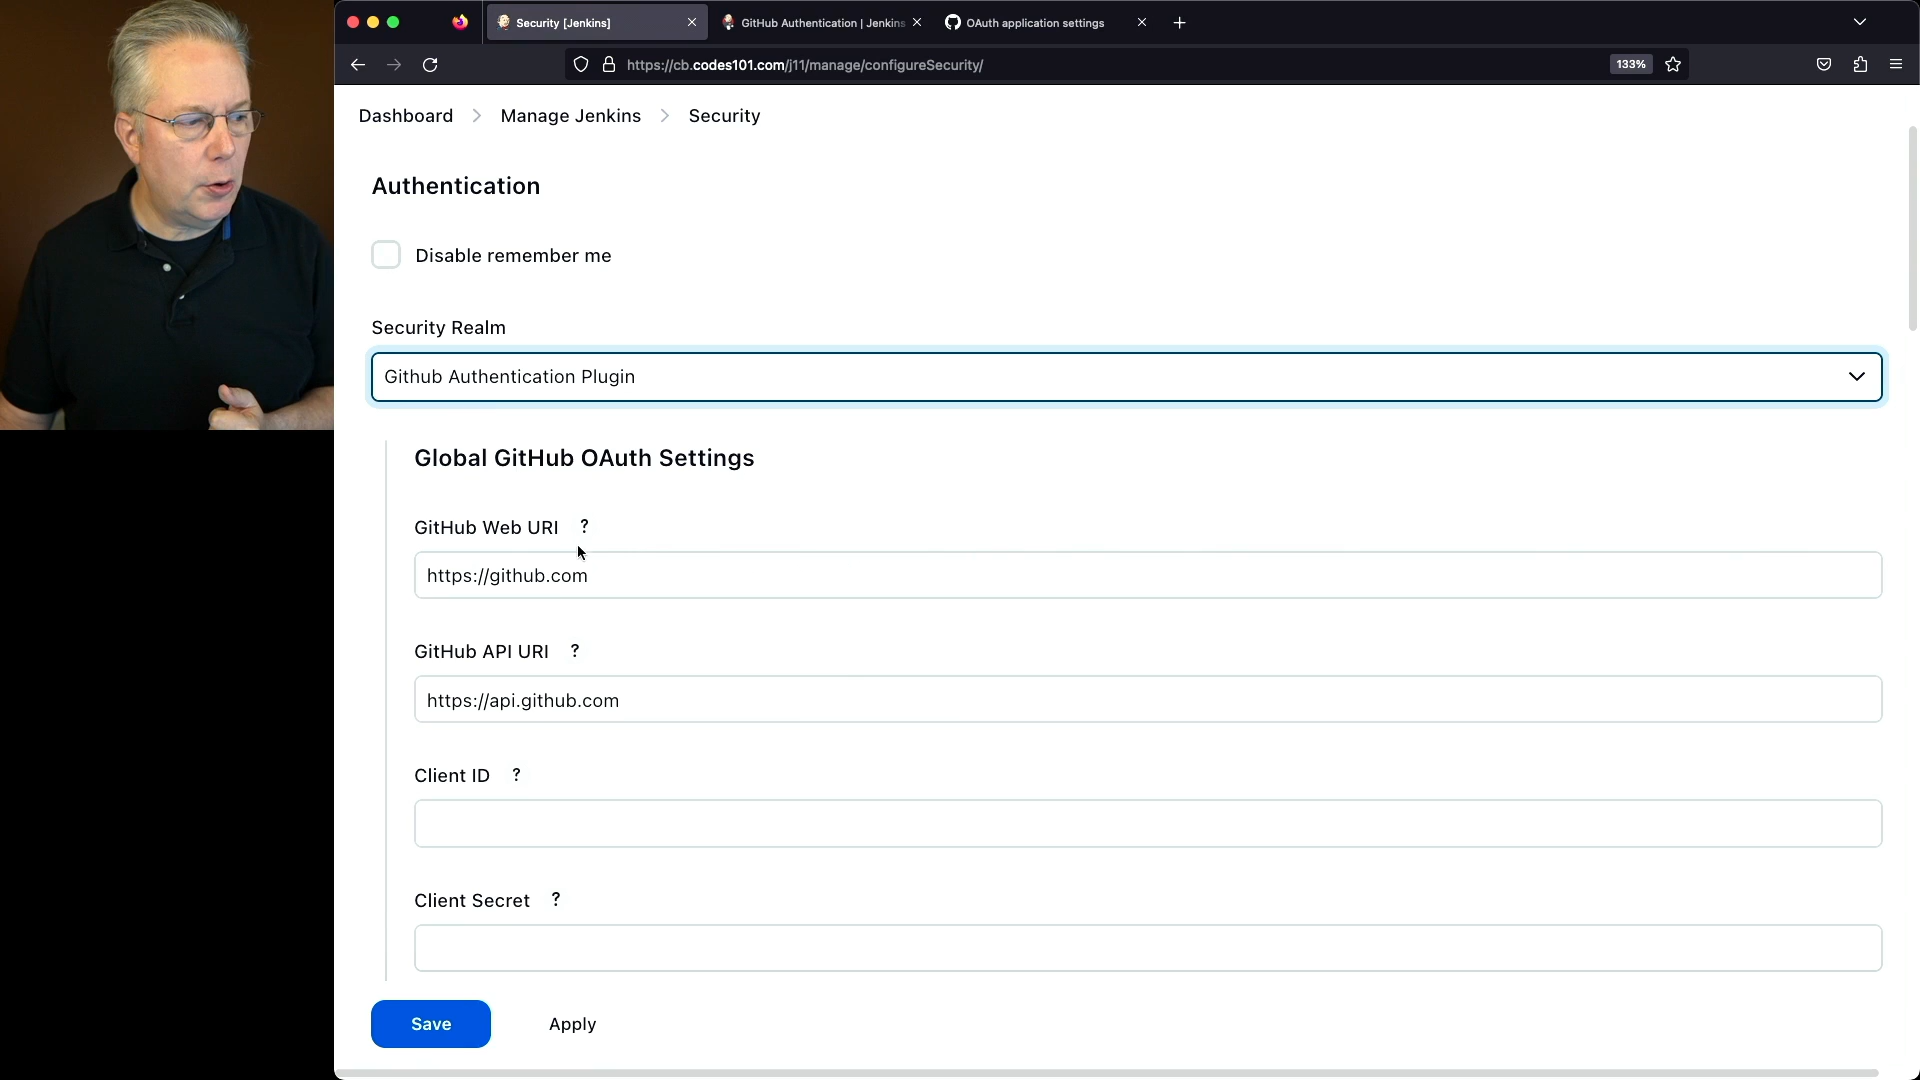 Security [Jenkins]
GitHub Authentication | Jenkins
OAuth application settings
https://cb.codes101.com/j11/manage/configureSecurity/
133%
Dashboard
Manage Jenkins
Security
Authentication
Disable remember me
Security Realm
Github Authentication Plugin
Global GitHub OAuth Settings
GitHub Web URI ?
https://github.com
GitHub API URI ?
https://api.github.com
Client ID ?
Client Secret ?
Save
Apply